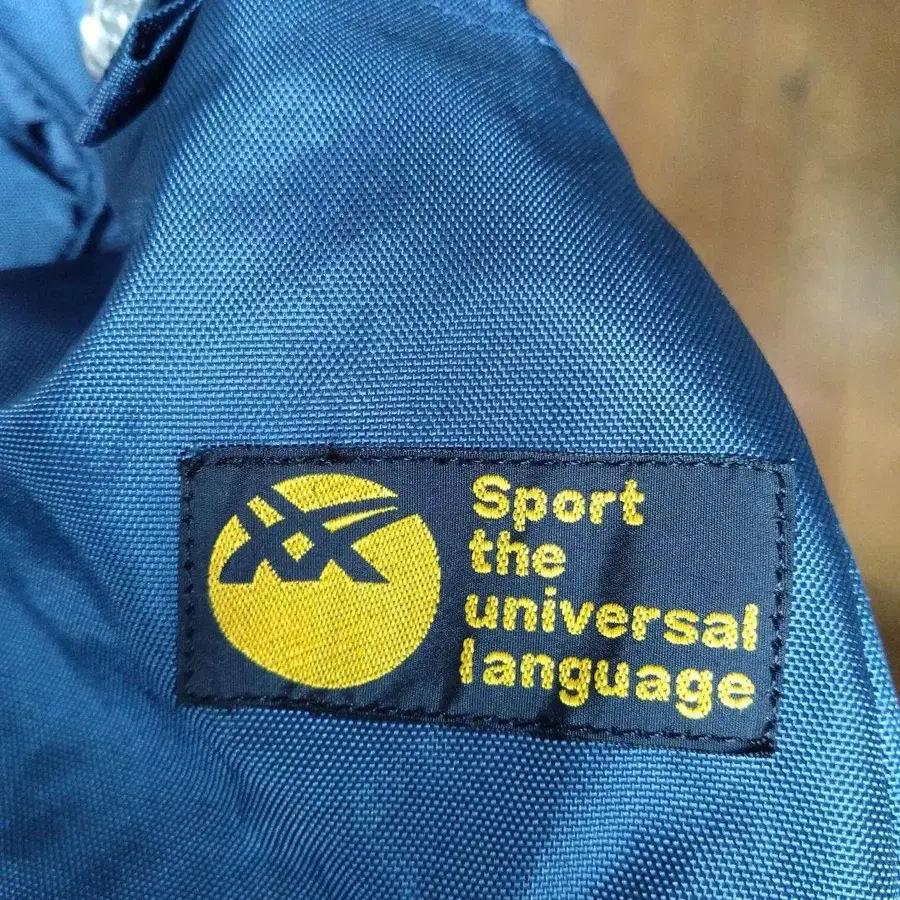 Sport
the
universal
language